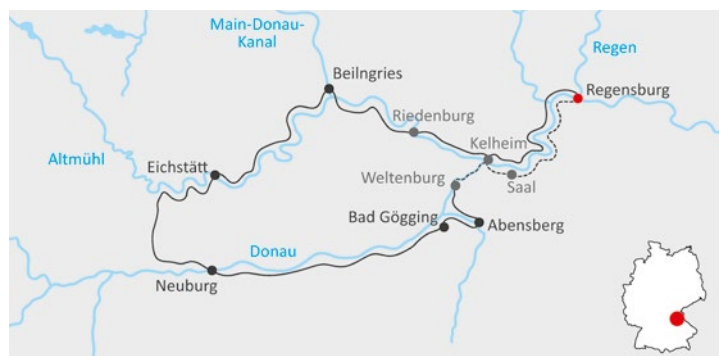 Main-Donau-
Kanal
Regen
Beilngries
Regensburg
Riedenburg
Kelheim
Altmühl
Eichstätt
Weltenburg
Saal
Bad Gögging
Abensberg
Donau
Neuburg